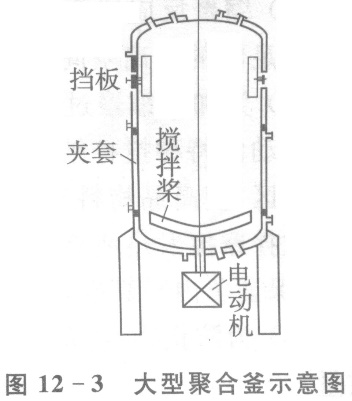 挡板
夹套
搅拌桨
电动机
图 12-3 大型聚合釜示意图